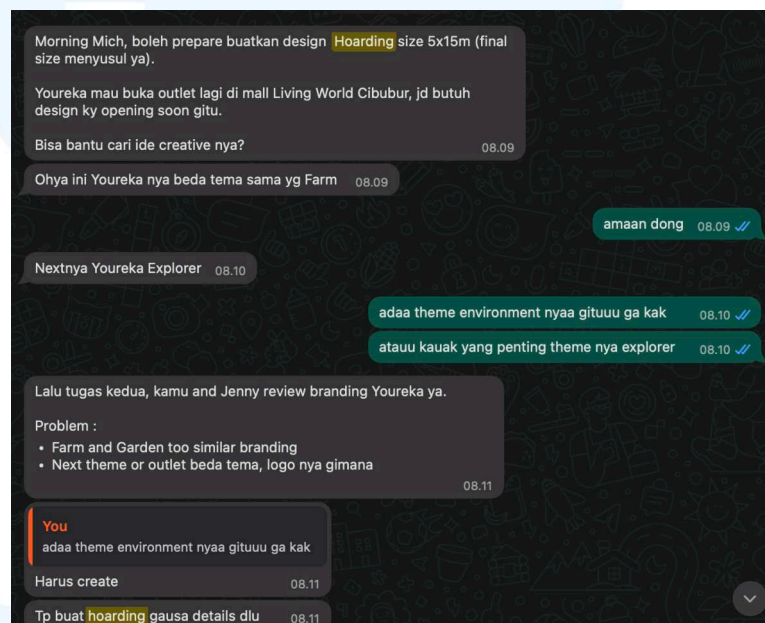 Morning Mich, boleh prepare buatkan design Hoarding size 5x15m (final
size menyusul ya).
Youreka mau buka outlet lagi di mall Living World Cibubur, jd butuh
design ky opening soon gitu.
Bisa bantu cari ide creative nya?
08.09
Ohya ini Youreka nya beda tema sama yg Farm 08.09
amaan dong 08.09
Nextnya Youreka Explorer 08.10
adaa theme environment nyaa gituuu ga kak 08.10
atauu kauak yang penting theme nya explorer 08.10
Lalu tugas kedua, kamu and Jenny review branding Youreka ya.
Problem :
• Farm and Garden too similar branding
• Next theme or outlet beda tema, logo nya gimana
08.11
You
adaa theme environment nyaa gituuu ga kak
Harus create 08.11
Tp buat hoarding gausa details dlu 08.11